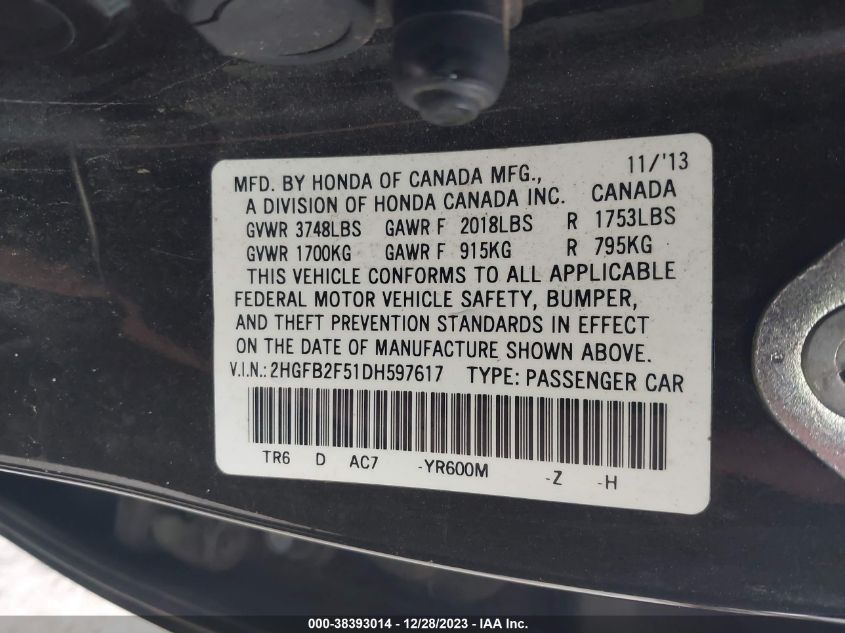 11/'13
MFD. BY HONDA OF CANADA MFG.,
A DIVISION OF HONDA CANADA INC. CANADA
GVWR 3748LBS GAWR F 2018LBS R 1753LBS
GVWR 1700KG GAWR F 915KG R 795KG
THIS VEHICLE CONFORMS TO ALL APPLICABLE
FEDERAL MOTOR VEHICLE SAFETY, BUMPER,
AND THEFT PREVENTION STANDARDS IN EFFECT
ON THE DATE OF MANUFACTURE SHOWN ABOVE.
V.I.N.: 2HGFB2F51DH597617 TYPE: PASSENGER CAR
TR6 D AC7 -YR600M -Z -H
000-38393014 - 12/28/2023 - IAA Inc.